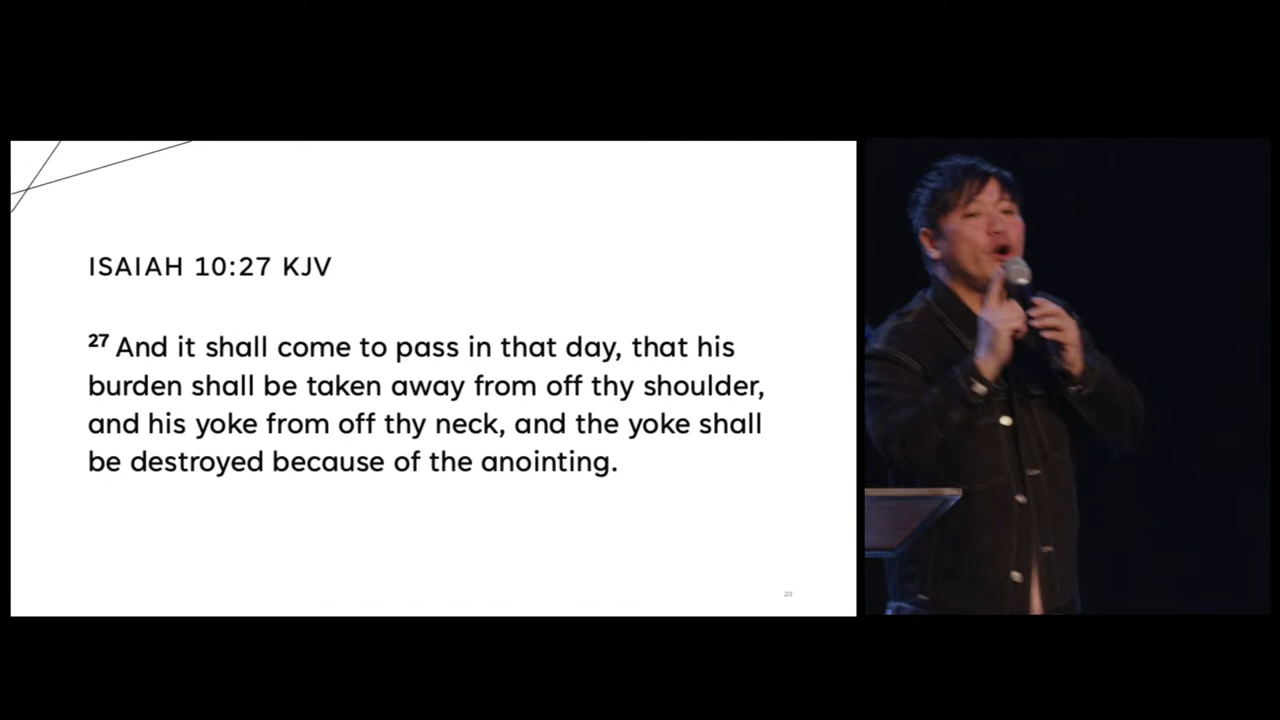 ISAIAH 10:27 KJV
27 And it shall come to pass in that day, that his
burden shall be taken away from off thy shoulder,
and his yoke from off thy neck, and the yoke shall
be destroyed because of the anointing.
20